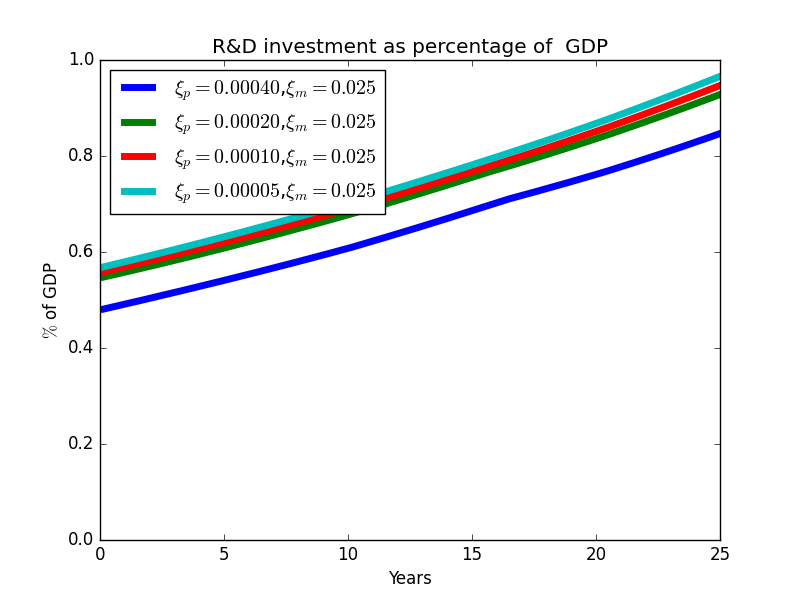 R&D investment as percentage of  GDP
ξp = 0.00040,ξm = 0.025
ξp = 0.00020,ξm = 0.025
ξp = 0.00010,ξm = 0.025
ξp = 0.00005,ξm = 0.025
1.0
0.8
0.6
0.4
0.2
0.0
% of GDP
0 5 10 15 20 25
Years